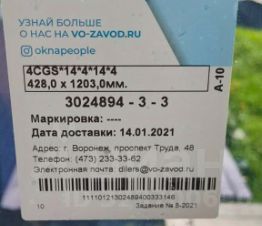 УЗНАЙ БОЛЬШЕ
О НАС НА VO-ZAVOD.RU
oknapeople
4CGS*14*4*14*4
428,0 x 1203,0мм.
А-10
3024894 - 3 - 3
Маркировка: ----
Дата доставки: 14.01.2021
Адрес: г. Воронеж, проспект Труда, 48
Телефон: (473) 233-33-62
Электронная почта: dilers@vo-zavod.ru
11110121302489400333146
10
Задание № 5-2021